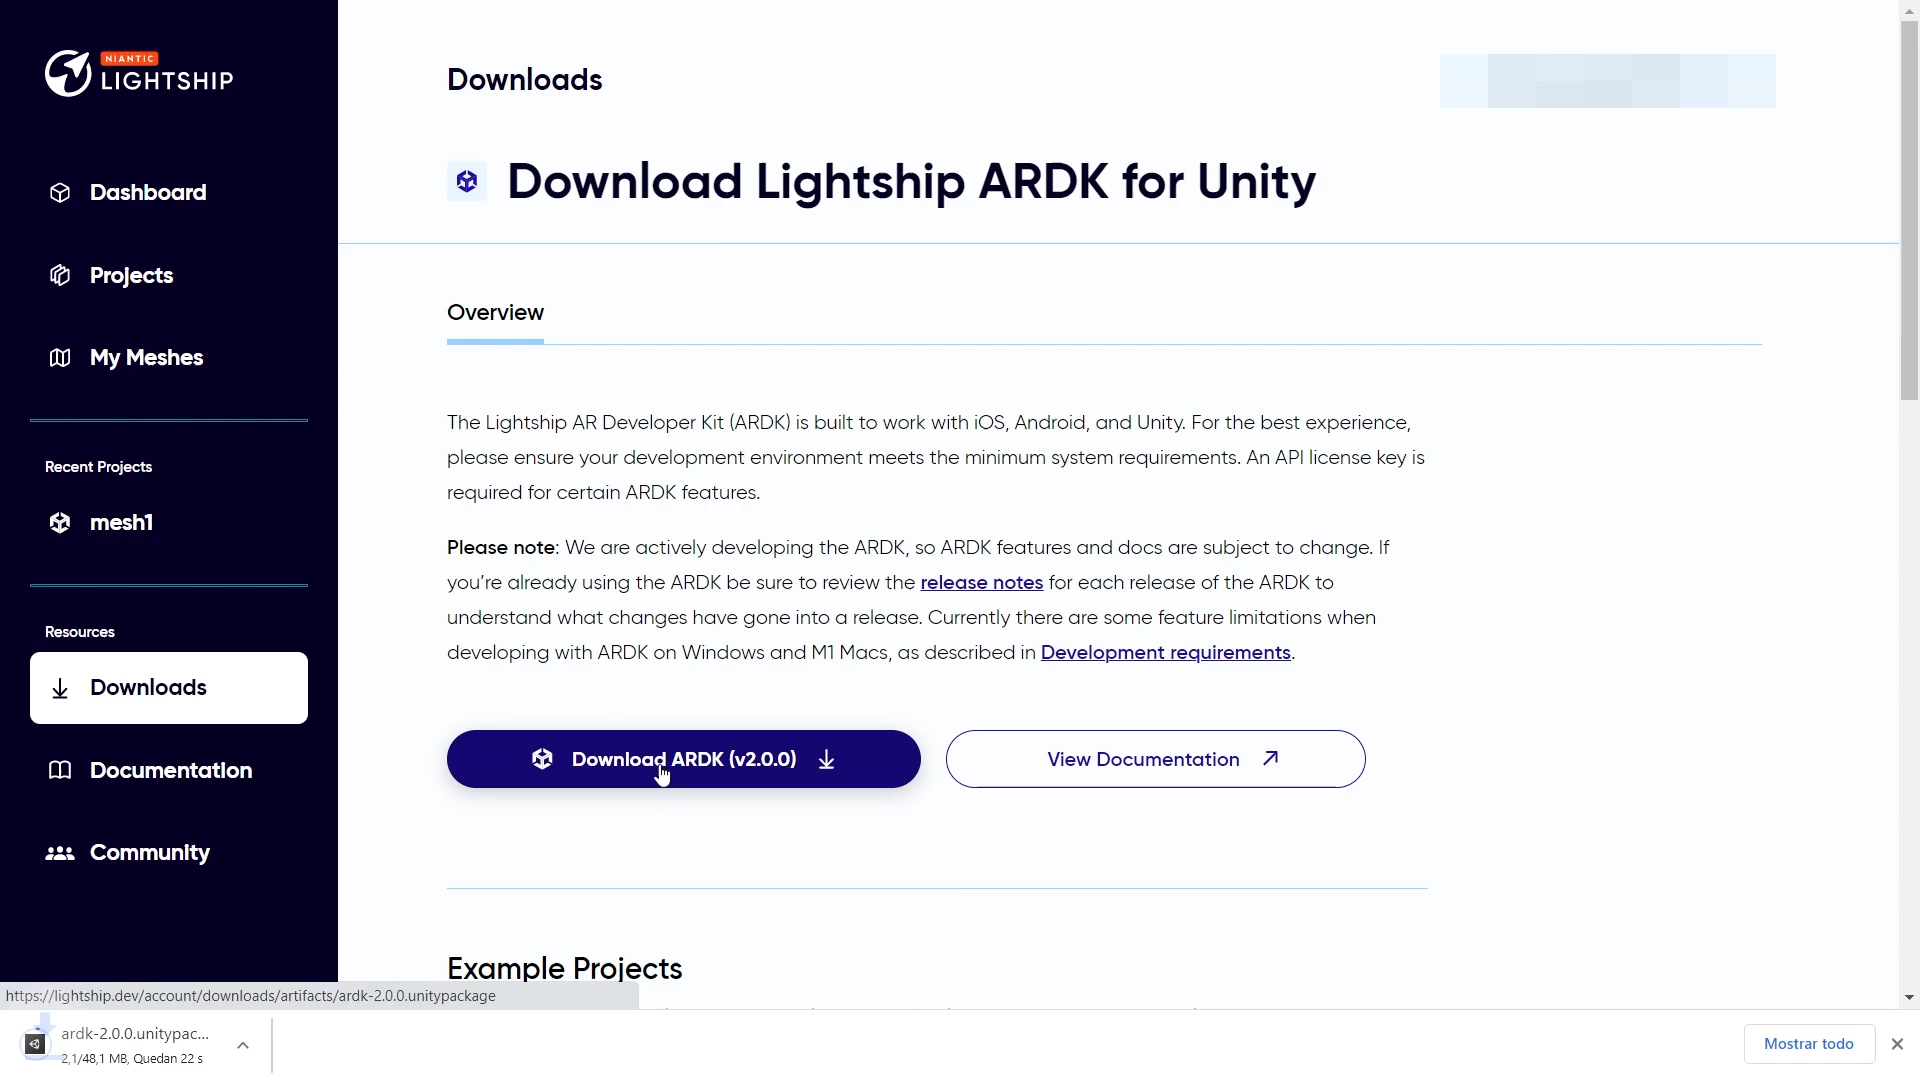 NIANTIC
LIGHTSHIP
Dashboard
Projects
My Meshes
Recent Projects
mesh1
Resources
Downloads
Documentation
Community
Downloads
Download Lightship ARDK for Unity
Overview
The Lightship AR Developer Kit (ARDK) is built to work with iOS, Android, and Unity. For the best experience,
please ensure your development environment meets the minimum system requirements. An API license key is
required for certain ARDK features.
Please note: We are actively developing the ARDK, so ARDK features and docs are subject to change. If
you're already using the ARDK be sure to review the release notes for each release of the ARDK to
understand what changes have gone into a release. Currently there are some feature limitations when
developing with ARDK on Windows and M1 Macs, as described in Development requirements.
Download ARDK (v2.0.0)
View Documentation
Example Projects
https://lightship.dev/account/downloads/artifacts/ardk-2.0.0.unitypackage
ardk-2.0.0.unitypac...
2,1/48,1 MB, Quedan 22 s
Mostrar todo